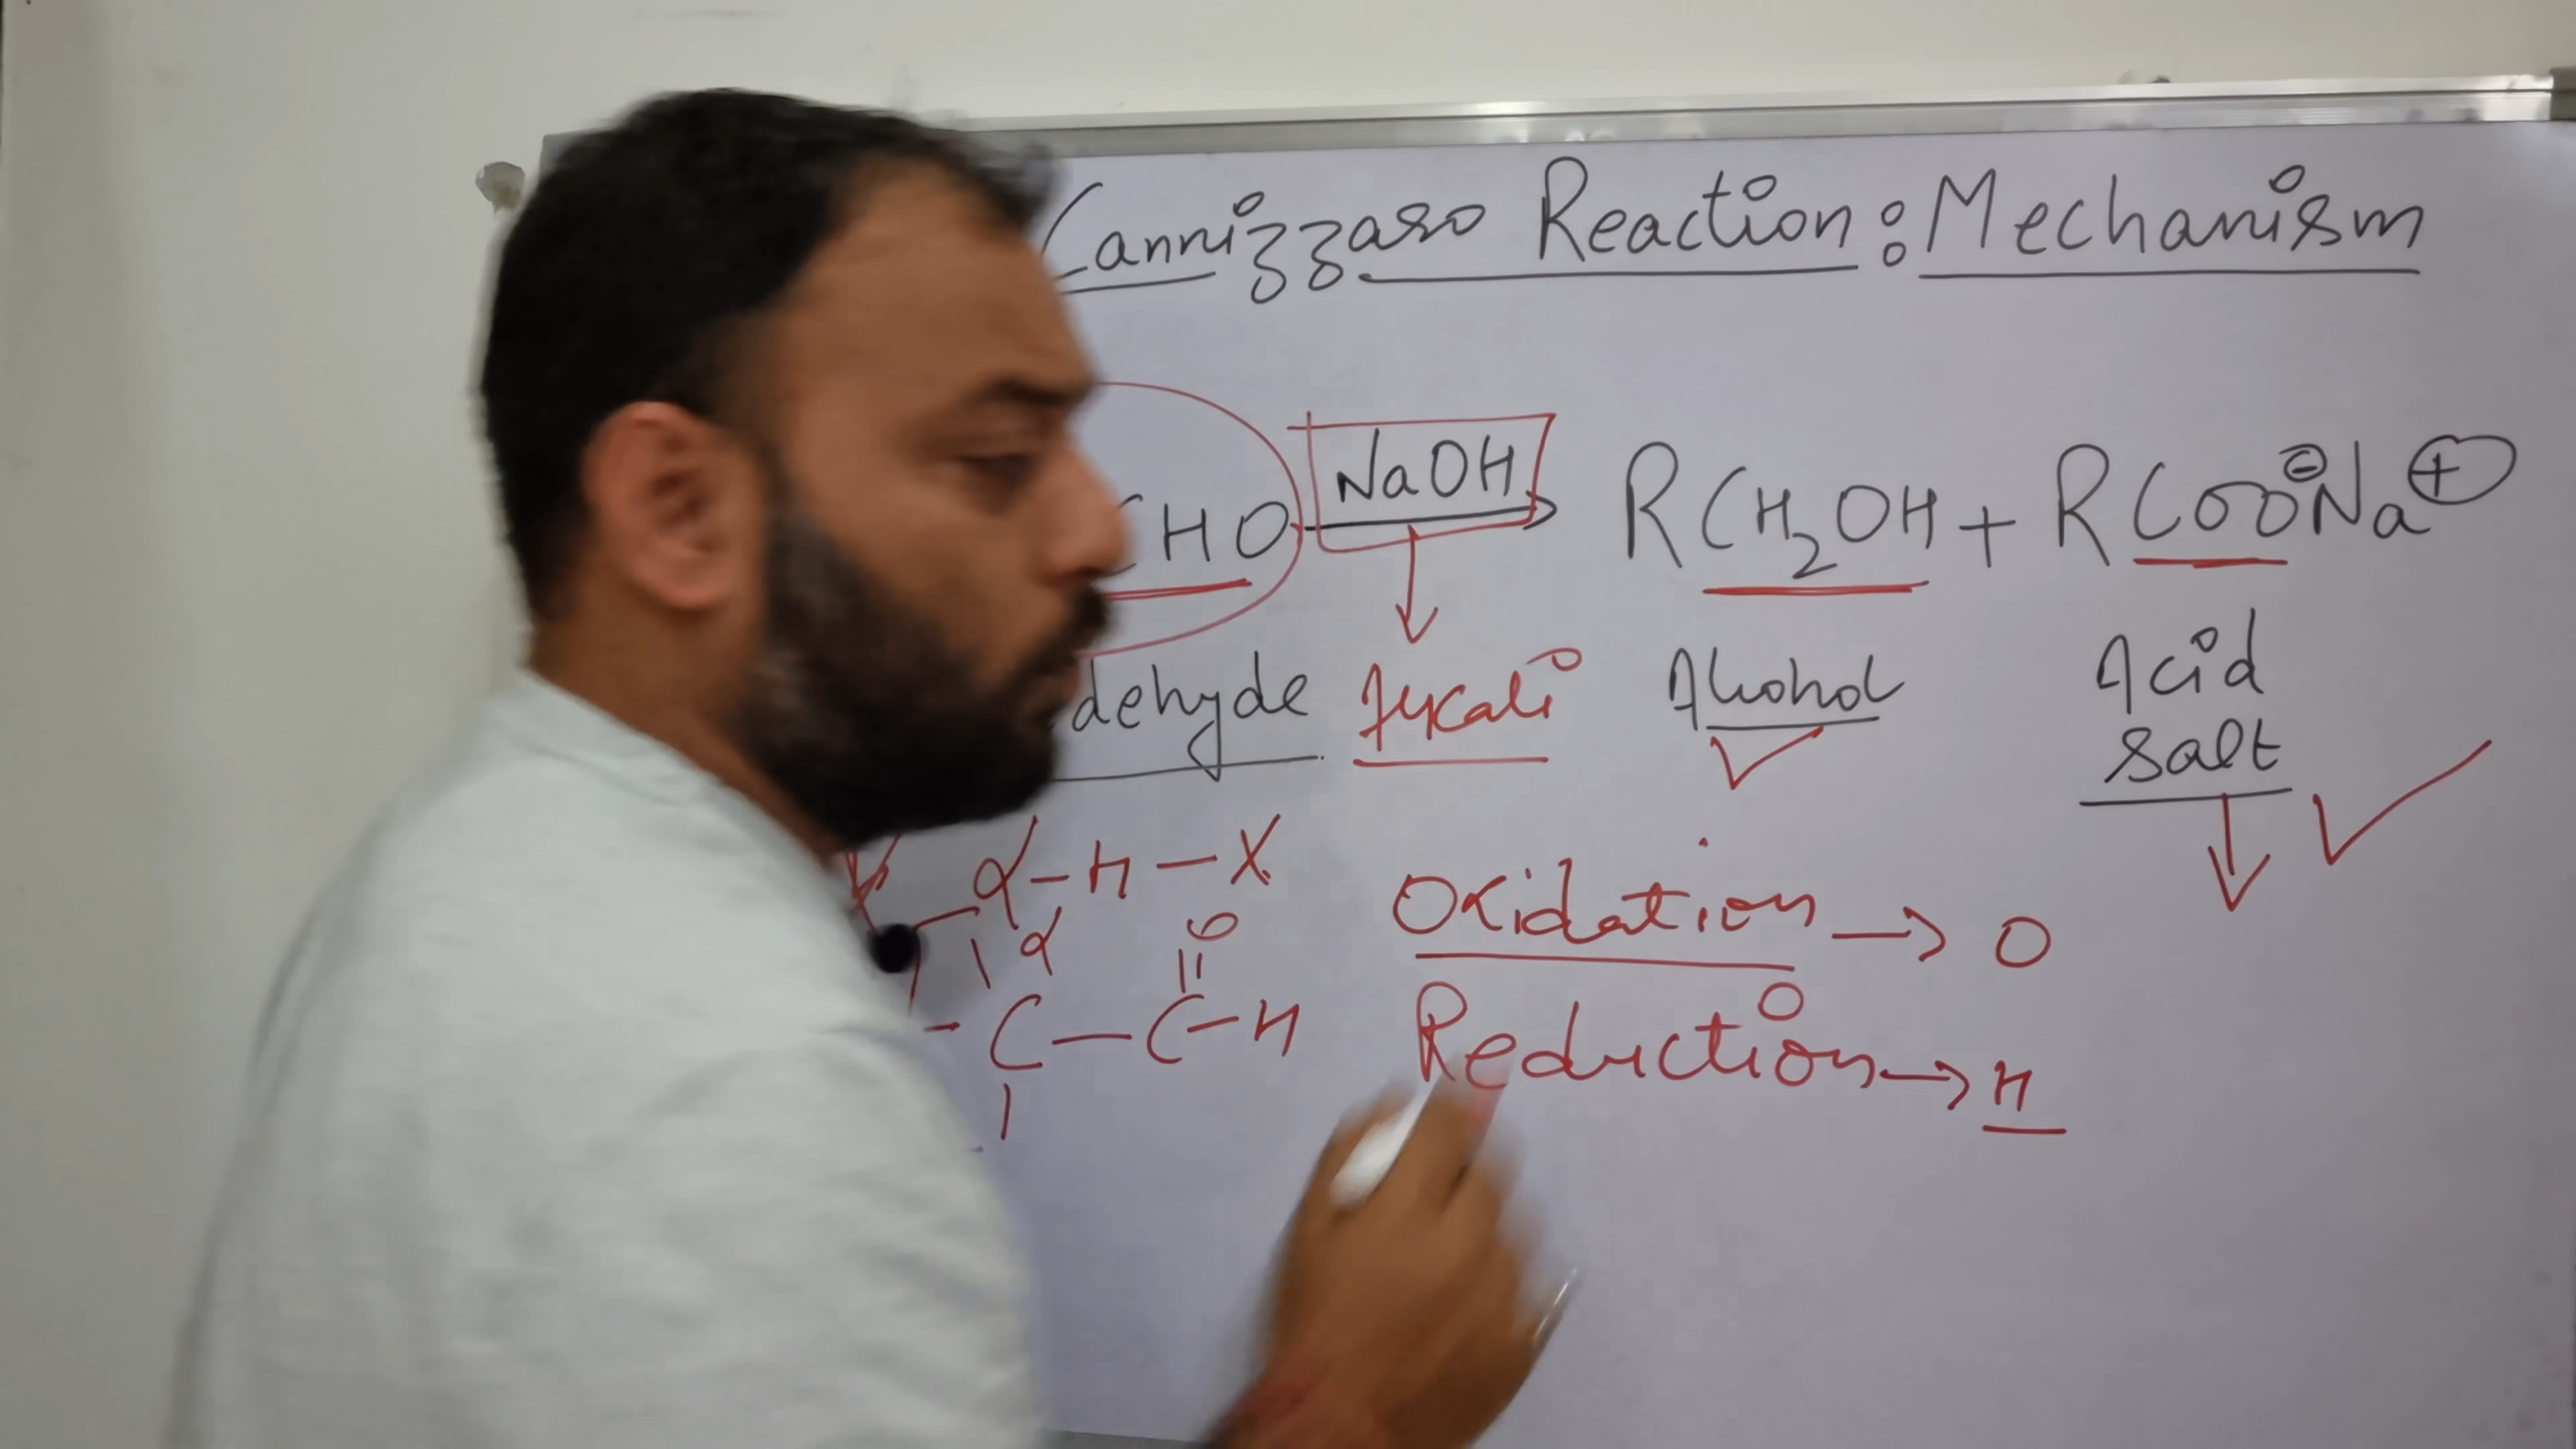 Cannizzaro Reaction: Mechanism
CHO NaOH → RCH₂OH + RCOO⊖Na⊕
dehyde Alkali Alcohol Acid
Salt
α-H-X
α O
C-C-H
Oxidation → O
Reduction → H